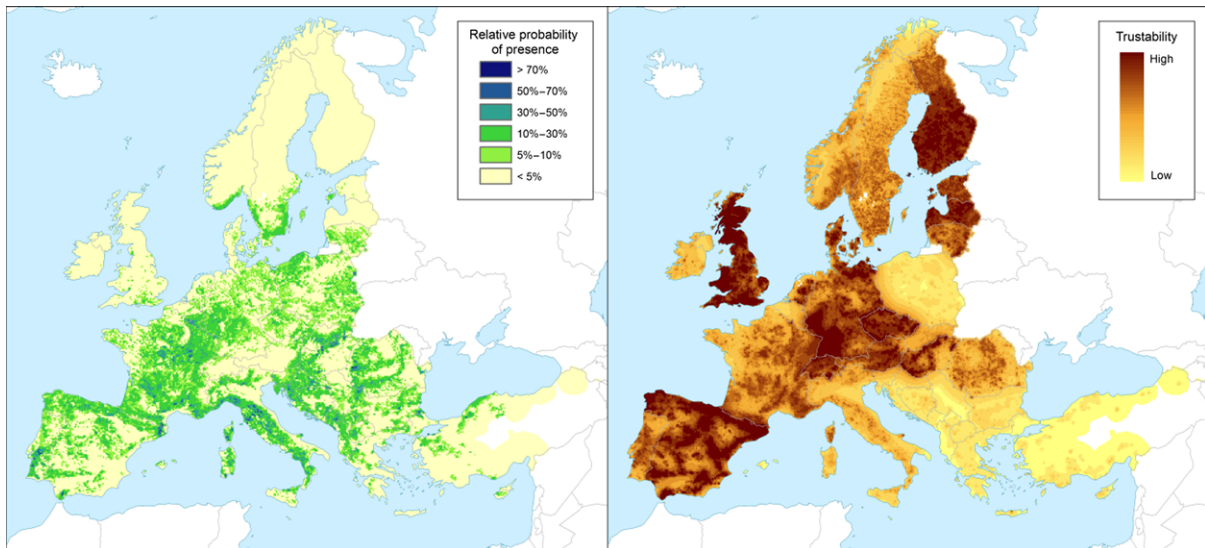 Relative probability
of presence
> 70%
50%–70%
30%–50%
10%–30%
5%–10%
< 5%
Trustability
High
Low